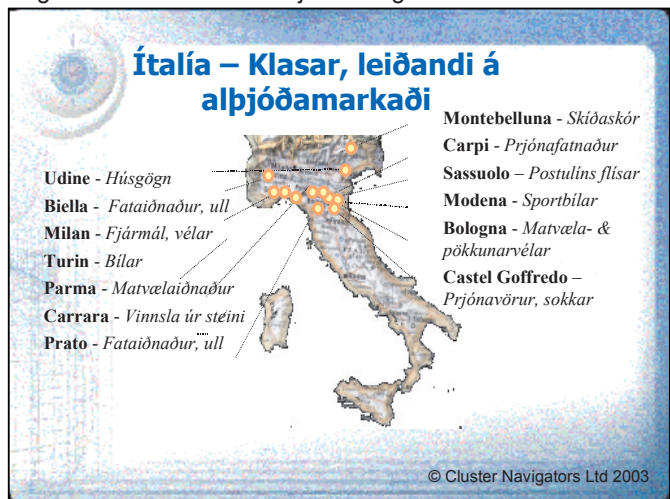 Ítalía – Klasar, leiðandi á
alþjóðamarkaði
Udine - Húsgögn
Biella - Fataiðnaður, ull
Milan - Fjármál, vélar
Turin - Bílar
Parma - Matvælaiðnaður
Carrara - Vinnsla úr steini
Prato - Fataiðnaður, ull
Montebelluna - Skíðaskór
Carpi - Prjónafatnaður
Sassuolo – Postulíns flísar
Modena - Sportbílar
Bologna - Matvæla- &
pökkunarvélar
Castel Goffredo –
Prjónavörur, sokkar
© Cluster Navigators Ltd 2003